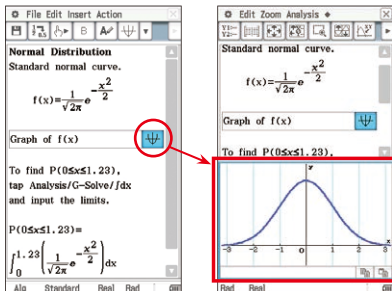 File Edit Insert Action
B
Normal Distribution
Standard normal curve.
f(x)=1/√2π e^-x²/2
Graph of f(x)
To find P(0≤x≤1.23),
tap Analysis/G-Solve/∫dx
and input the limits.
P(0≤x≤1.23)=
∫0^1.23 (1/√2π e^-x²/2)dx
Alg Standard Real Rad
Edit Zoom Analysis
Y1:
Y2:
Standard normal curve.
f(x)=1/√2π e^-x²/2
Graph of f(x)
To find P(0≤x≤1.23),
y
-3 -2 -1 0 1 2 3 x
Rad Real